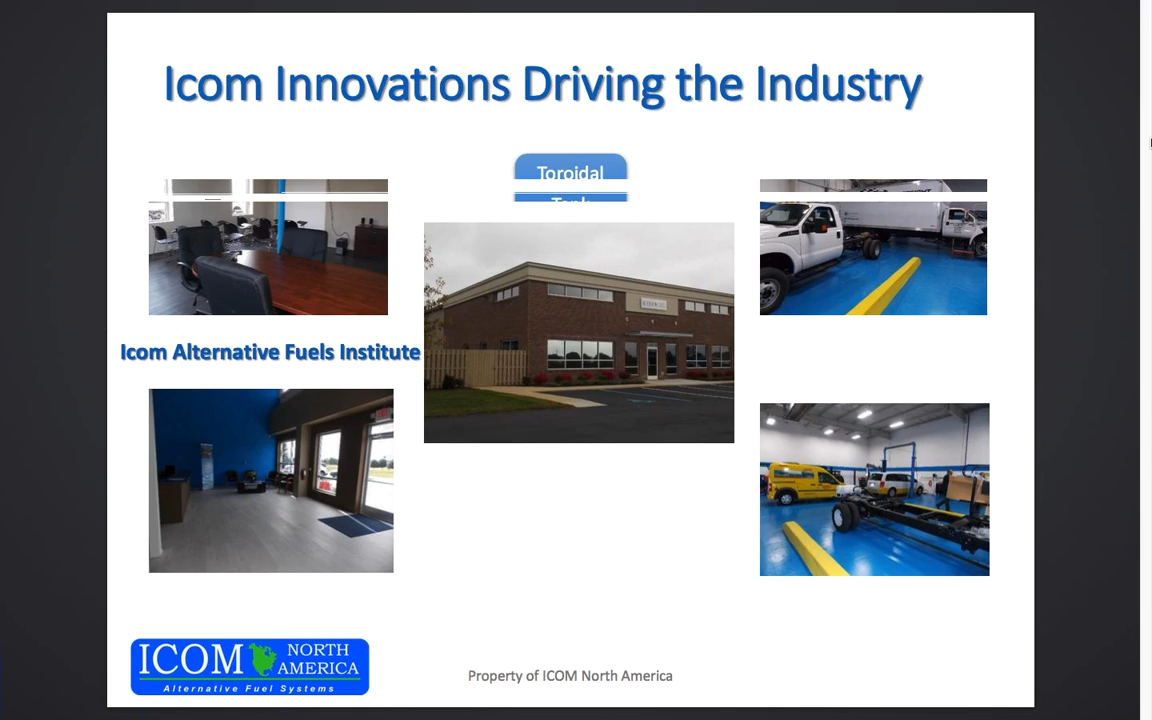 Icom Innovations Driving the Industry
Toroidal
Icom Alternative Fuels Institute
ICOM NORTH AMERICA
Alternative Fuel Systems
Property of ICOM North America